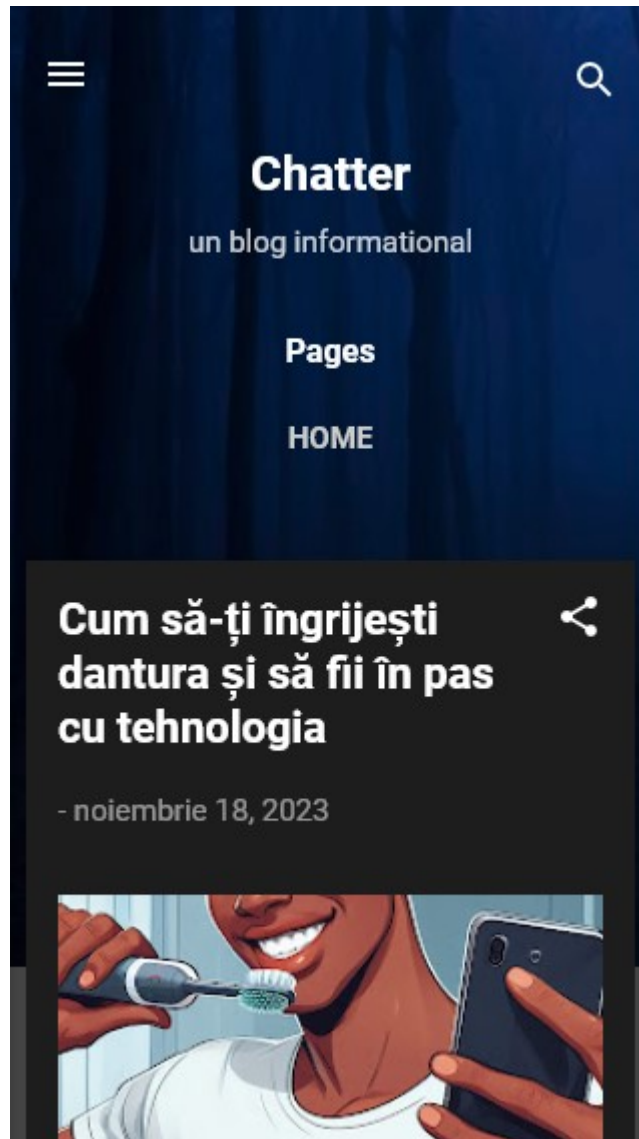 Chatter
un blog informational
Pages
HOME
Cum să-ți îngrijești
dantura și să fii în pas
cu tehnologia
- noiembrie 18, 2023